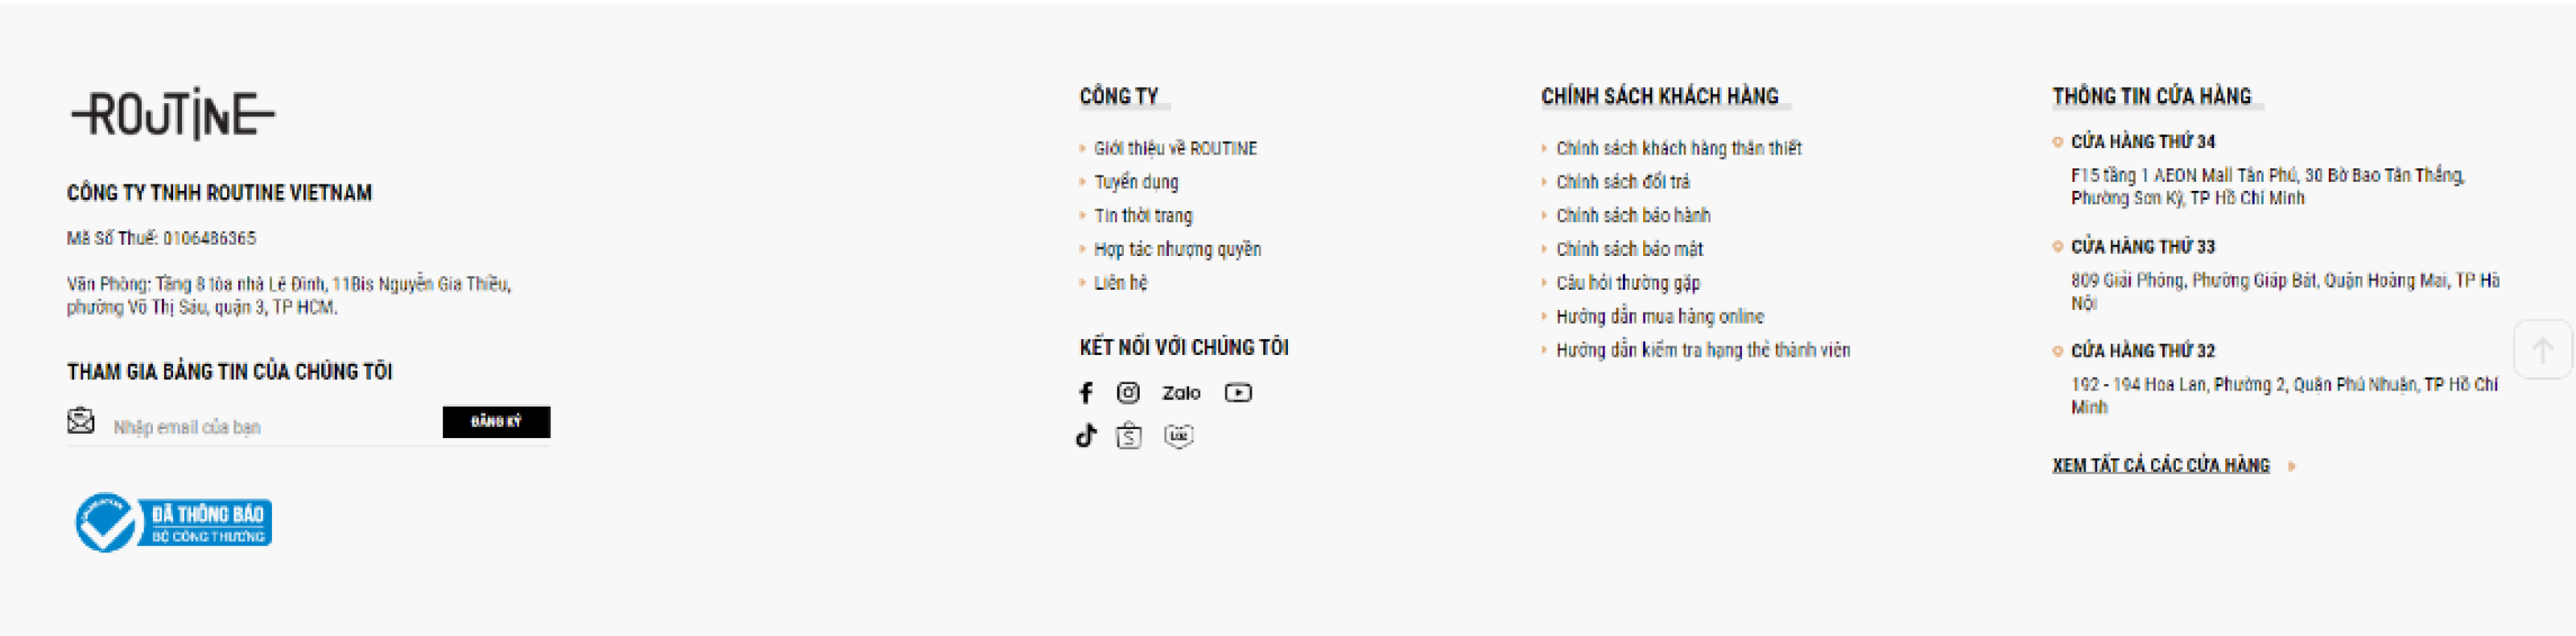 ROUTINE
CÔNG TY TNHH ROUTINE VIETNAM
Mã Số Thuế: 0106486365
Văn Phòng: Tầng 8 tòa nhà Lê Đình, 11Bis Nguyễn Gia Thiều,
phường Võ Thị Sáu, quận 3, TP HCM.
THAM GIA BẢNG TIN CỦA CHÚNG TÔI
Nhập email của bạn
ĐĂNG KÝ
ĐÃ THÔNG BÁO
BỘ CÔNG THƯƠNG
CÔNG TY
Giới thiệu về ROUTINE
Tuyển dụng
Tin thời trang
Hợp tác nhượng quyền
Liên hệ
KẾT NỐI VỚI CHÚNG TÔI
Zalo
CHÍNH SÁCH KHÁCH HÀNG
Chính sách khách hàng thân thiết
Chính sách đổi trả
Chính sách bảo hành
Chính sách bảo mật
Câu hỏi thường gặp
Hướng dẫn mua hàng online
Hướng dẫn kiểm tra hạng thẻ thành viên
THÔNG TIN CỬA HÀNG
CỬA HÀNG THỨ 34
F15 tầng 1 AEON Mall Tân Phú, 30 Bờ Bao Tân Thắng,
Phường Sơn Kỳ, TP Hồ Chí Minh
CỬA HÀNG THỨ 33
809 Giải Phóng, Phường Giáp Bát, Quận Hoàng Mai, TP Hà
Nội
CỬA HÀNG THỨ 32
192 - 194 Hoa Lan, Phường 2, Quận Phú Nhuận, TP Hồ Chí
Minh
XEM TẤT CẢ CÁC CỬA HÀNG